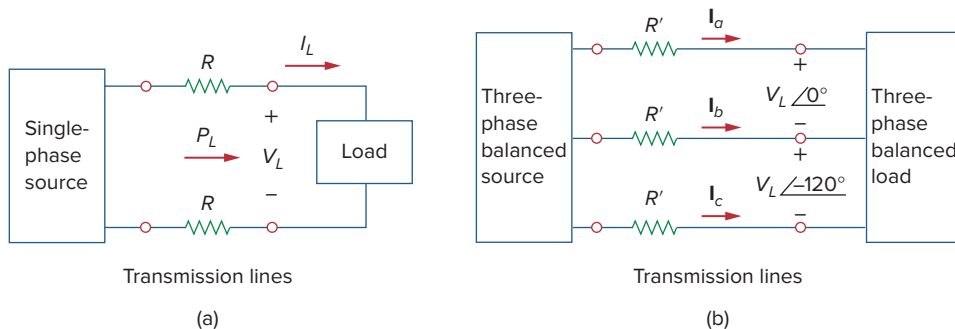 Single-
phase
source
R
I_L
+
P_L
V_L
Load
R
–
Transmission lines
(a)
Three-
phase
balanced
source
R′
I_a
+
V_L ∠0°
R′
I_b
–
+
V_L ∠–120°
R′
I_c
–
Three-
phase
balanced
load
Transmission lines
(b)